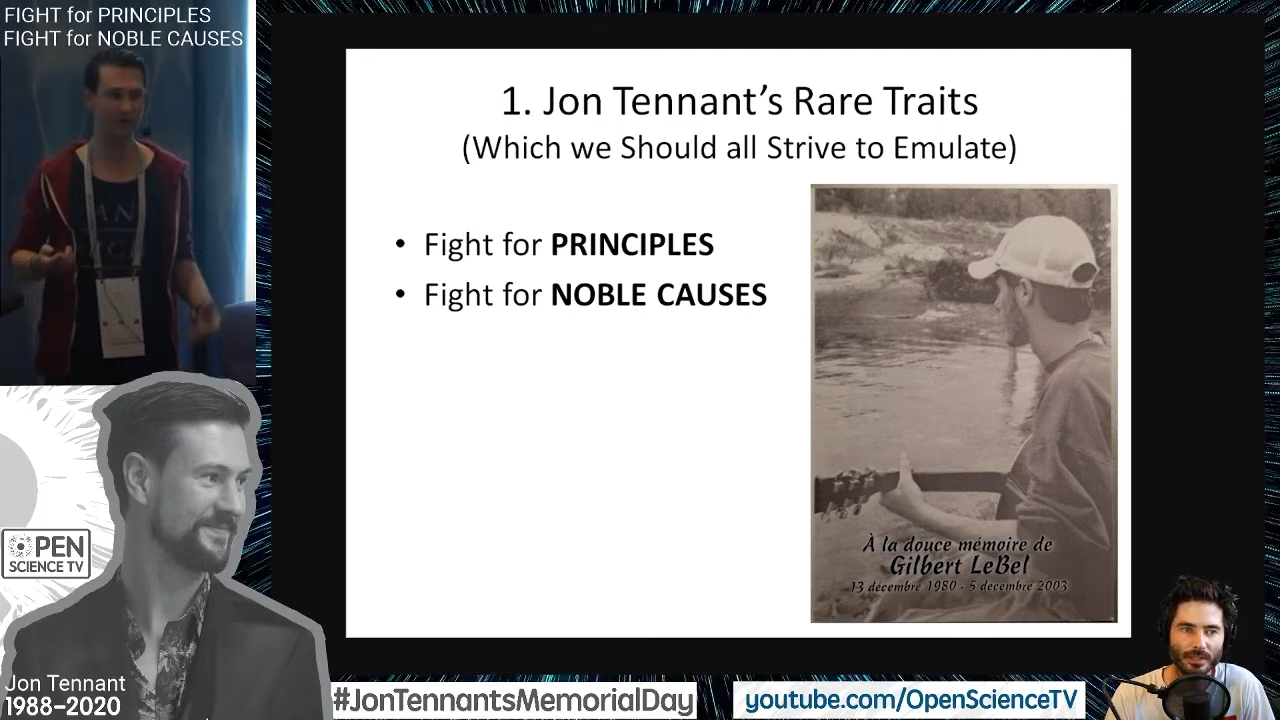 FIGHT for PRINCIPLES
FIGHT for NOBLE CAUSES
1. Jon Tennant’s Rare Traits
(Which we Should all Strive to Emulate)
• Fight for PRINCIPLES
• Fight for NOBLE CAUSES
À la douce mémoire de
Gilbert LeBel
13 décembre 1980 - 5 décembre 2003
OPEN
SCIENCE TV
Jon Tennant
1988–2020
#JonTennantsMemorialDay
youtube.com/OpenScienceTV